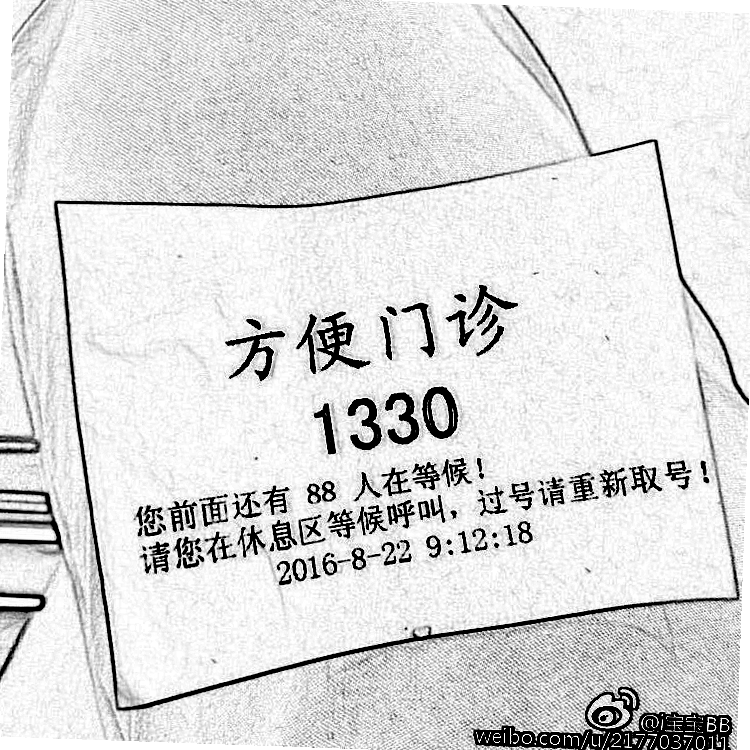 方便门诊
1330
您前面还有 88 人在等候！
请您在休息区等候呼叫，过号请重新取号！
2016-8-22 9:12:18
weibo.com/u/2177037011